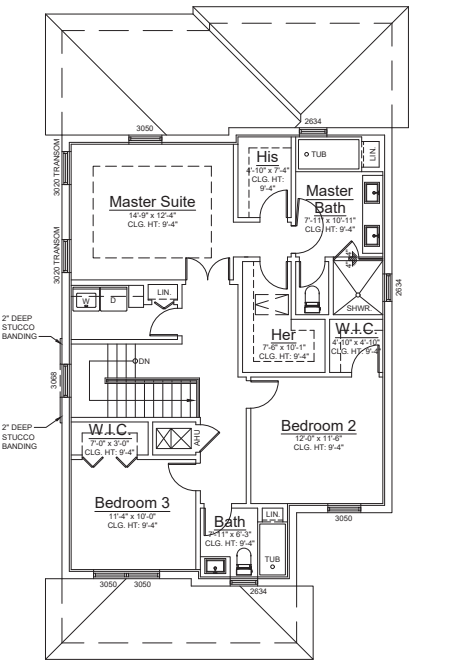 3050
2634
3020 TRANSOM
3020 TRANSOM
His
4'-10" x 7'-4"
CLG. HT:
9'-4"
TUB
LIN.
Master Suite
14'-9" x 12'-4"
CLG. HT: 9'-4"
Master
Bath
7'-11" x 10'-11"
CLG. HT: 9'-4"
2634
SHWR.
W
D
LIN.
2" DEEP
STUCCO
BANDING
3068
DN
Her
7'-6" x 10'-1"
CLG. HT: 9'-4"
W.I.C.
4'-10" x 4'-10"
CLG. HT: 9'-4"
2" DEEP
STUCCO
BANDING
W.I.C.
7'-0" x 3'-0"
CLG. HT: 9'-4"
AHU
Bedroom 2
12'-0" x 11'-6"
CLG. HT: 9'-4"
Bedroom 3
11'-4" x 10'-0"
CLG. HT: 9'-4"
Bath
7'-11" x 6'-3"
CLG. HT: 9'-4"
LIN.
3050
TUB
3050
3050
2634